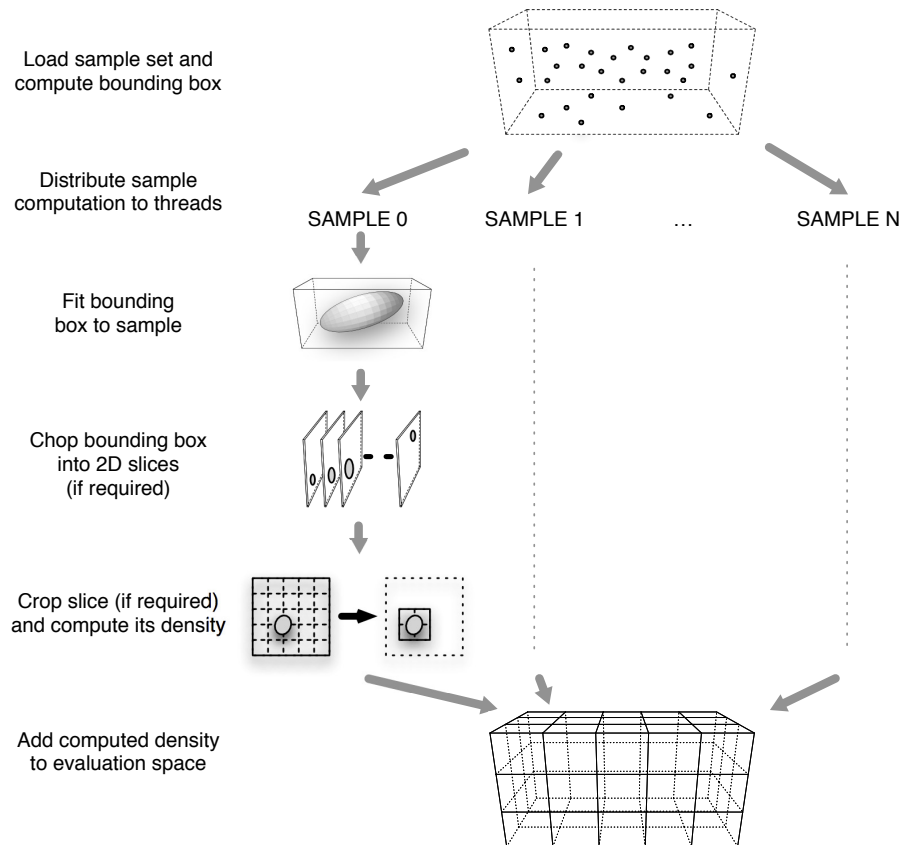 Load sample set and
compute bounding box
Distribute sample
computation to threads
SAMPLE 0
SAMPLE 1
...
SAMPLE N
Fit bounding
box to sample
Chop bounding box
into 2D slices
(if required)
Crop slice (if required)
and compute its density
Add computed density
to evaluation space